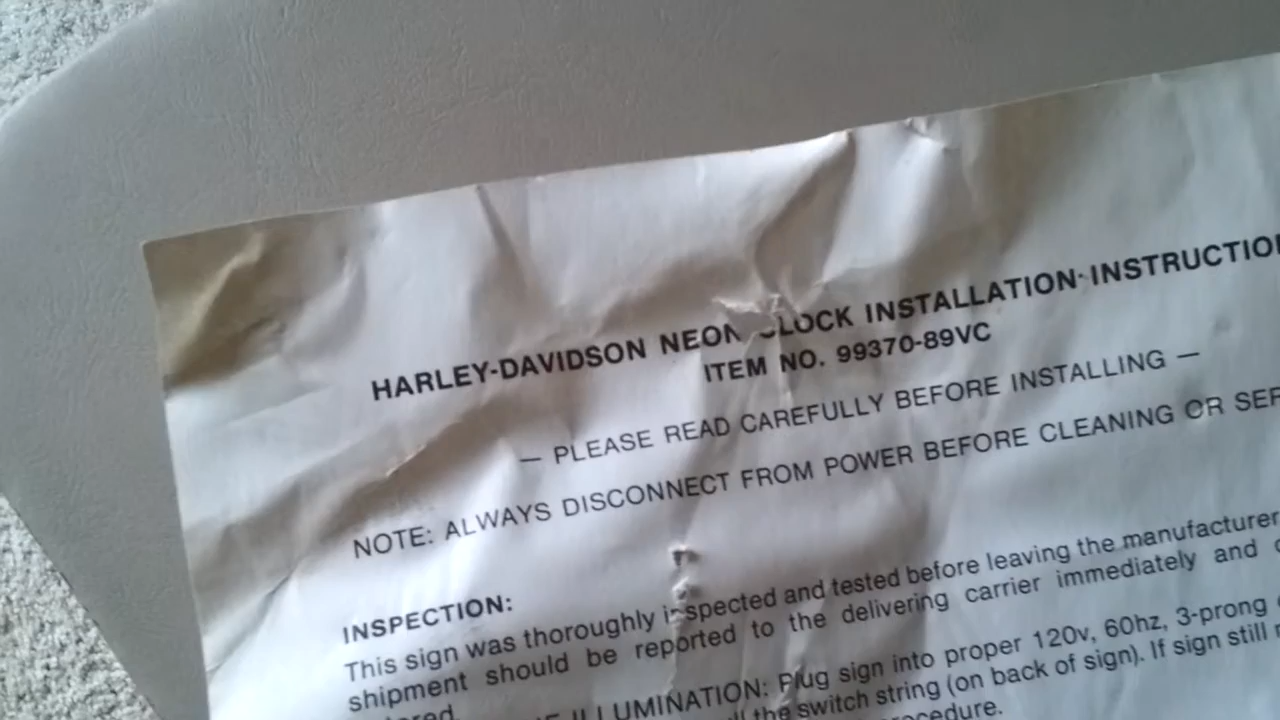 HARLEY-DAVIDSON NEON CLOCK INSTALLATION INSTRUCTION
ITEM NO. 99370-89VC
— PLEASE READ CAREFULLY BEFORE INSTALLING —
NOTE: ALWAYS DISCONNECT FROM POWER BEFORE CLEANING OR SER
INSPECTION:
This sign was thoroughly inspected and tested before leaving the manufacturer
shipment should be reported to the delivering carrier immediately and
ILLUMINATION: Plug sign into proper 120v, 60hz, 3-prong
the switch string (on back of sign). If sign still